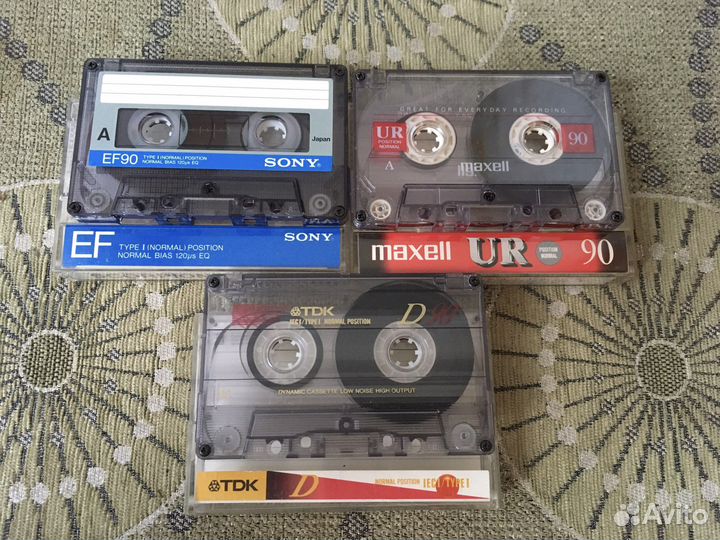 A
Japan
EF90 TYPE I (NORMAL) POSITION
NORMAL BIAS 120µs EQ
SONY
EF TYPE I (NORMAL) POSITION
NORMAL BIAS 120µs EQ
SONY
GREAT FOR EVERYDAY RECORDING
UR
POSITION
NORMAL
A
maxell
90
maxell UR POSITION
NORMAL 90
TDK
IECI/TYPE I NORMAL POSITION
D
DYNAMIC CASSETTE LOW NOISE HIGH OUTPUT
TDK D NORMAL POSITION IECI/TYPE I
Avito